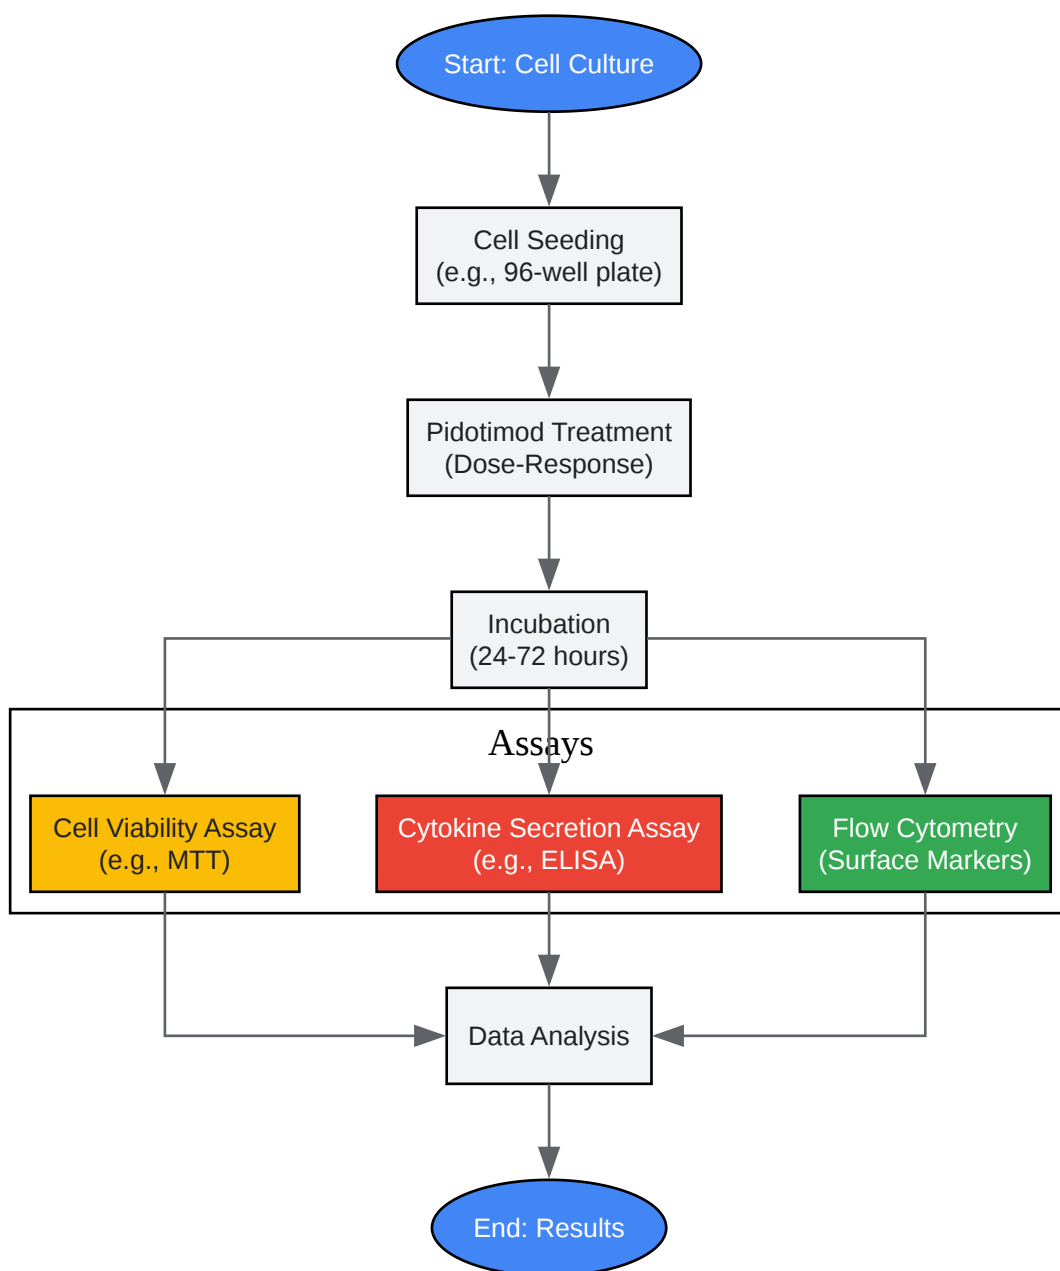 Start: Cell Culture
Cell Seeding
(e.g., 96-well plate)
Pidotimod Treatment
(Dose-Response)
Incubation
(24-72 hours)
Assays
Cell Viability Assay
(e.g., MTT)
Cytokine Secretion Assay
(e.g., ELISA)
Flow Cytometry
(Surface Markers)
Data Analysis
End: Results